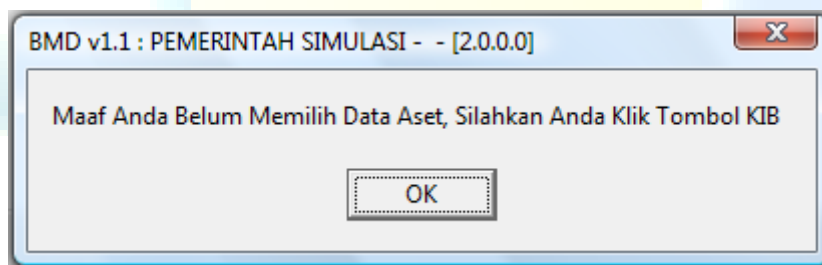 BMD v1.1 : PEMERINTAH SIMULASI - - [2.0.0.0]
Maaf Anda Belum Memilih Data Aset, Silahkan Anda Klik Tombol KIB
OK